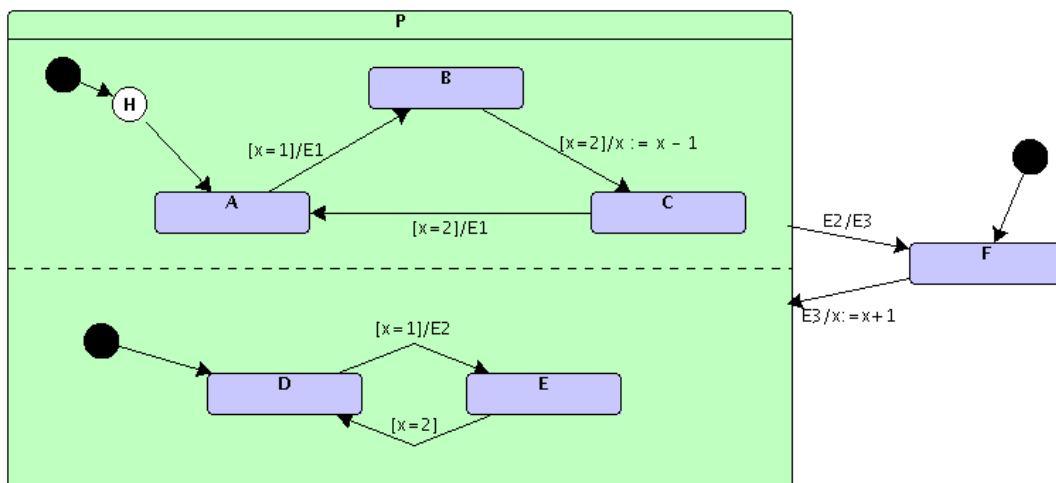 P
H
B
[x=1]/E1
[x=2]/x := x - 1
A
C
[x=2]/E1
E2/E3
F
E3/x:=x+1
[x=1]/E2
D
E
[x=2]